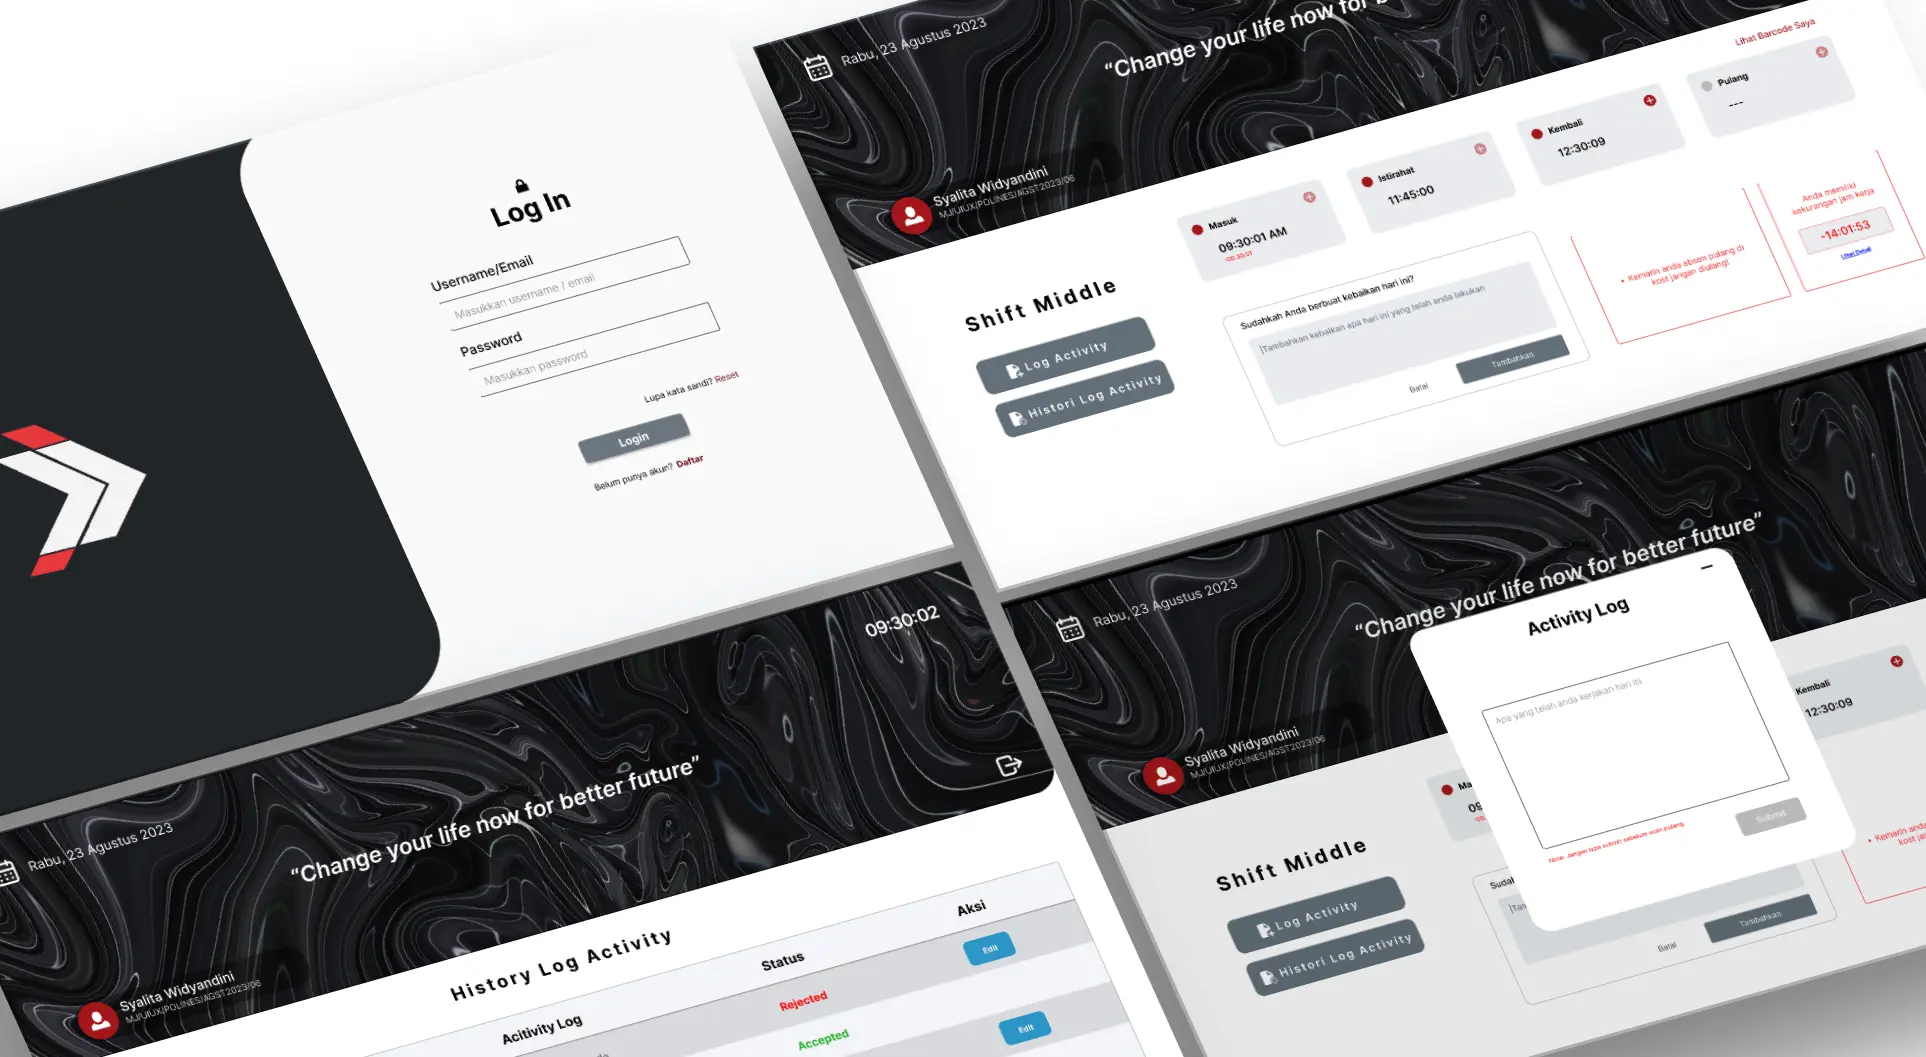 Log In
Username/Email
Masukkan username / email
Password
Masukkan password
Lupa kata sandi? Reset
Login
Belum punya akun? Daftar
Rabu, 23 Agustus 2023
“Change your life now for b
Syalita Widyandini
MJ/UIUX/POLINES/AGST2023/06
Lihat Barcode Saya
Masuk
09:30:01 AM
-00.30.01
Istirahat
11:45:00
Kembali
12:30:09
Pulang
---
Shift Middle
Log Activity
Histori Log Activity
Sudahkah Anda berbuat kebaikan hari ini?
Tambahkan kebaikan apa hari ini yang telah anda lakukan
Batal
Tambahkan
Kemarin anda absen pulang di
kost jangan diulang!
Anda memiliki
kekurangan jam kerja
-14:01:53
Lihat Detail
09:30:02
Rabu, 23 Agustus 2023
“Change your life now for better future”
Syalita Widyandini
MJ/UIUX/POLINES/AGST2023/06
History Log Activity
Acitivity Log
Status
Aksi
Rejected
Edit
Accepted
Edit
Rabu, 23 Agustus 2023
“Change your life now for better future”
Syalita Widyandini
MJ/UIUX/POLINES/AGST2023/06
Shift Middle
Log Activity
Histori Log Activity
Activity Log
Apa yang telah anda kerjakan hari ini
Note: Jangan lupa submit sebelum scan pulang
Submit
Ma
09
Kembali
12:30:09
Sudah
Tam
Batal
Tambahkan
Kemarin anda
kost ja